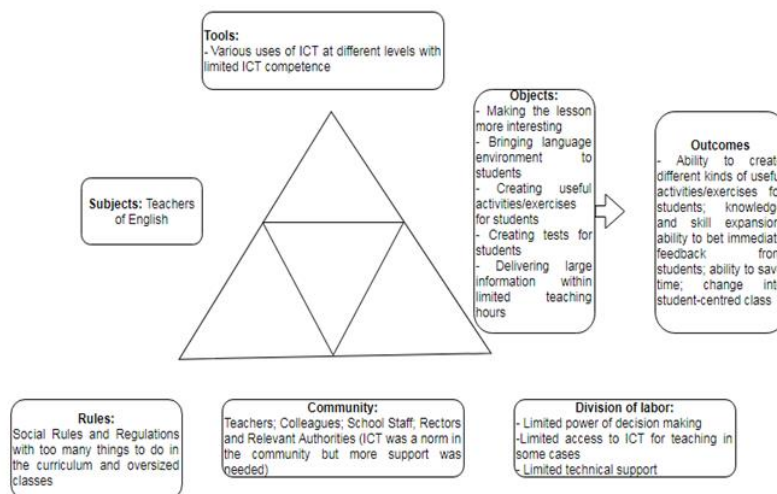 Tools:
- Various uses of ICT at different levels with
limited ICT competence
Objects:
- Making the lesson
more interesting
- Bringing language
environment to
students
- Creating useful
activities/exercises
for students
- Creating tests for
students
- Delivering large
information within
limited teaching
hours
Outcomes
- Ability to creat
different kinds of usefu
activities/exercises fo
students; knowledg
and skill expansion
ability to bet immediat
feedback from
students; ability to sav
time; change int
student-centred class
Subjects: Teachers
of English
Rules:
Social Rules and Regulations
with too many things to do in
the curriculum and oversized
classes
Community:
Teachers; Colleagues; School Staff; Rectors
and Relevant Authorities (ICT was a norm in
the community but more support was
needed)
Division of labor:
- Limited power of decision making
-Limited access to ICT for teaching in
some cases
- Limited technical support